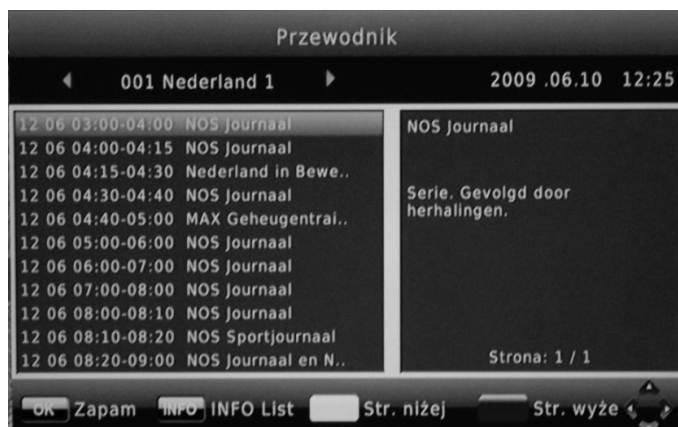 Przewodnik
001 Nederland 1
2009 .06.10 12:25
12 06 03:00-04:00 NOS Journaal
12 06 04:00-04:15 NOS Journaal
12 06 04:15-04:30 Nederland in Bewe..
12 06 04:30-04:40 NOS Journaal
12 06 04:40-05:00 MAX Geheugentrai..
12 06 05:00-06:00 NOS Journaal
12 06 06:00-07:00 NOS Journaal
12 06 07:00-08:00 NOS Journaal
12 06 08:00-08:10 NOS Journaal
12 06 08:10-08:20 NOS Sportjournaal
12 06 08:20-09:00 NOS Journaal en N..
NOS Journaal
Serie. Gevolgd door
herhalingen.
Strona: 1 / 1
OK Zapam INFO INFO List Str. niżej Str. wyże